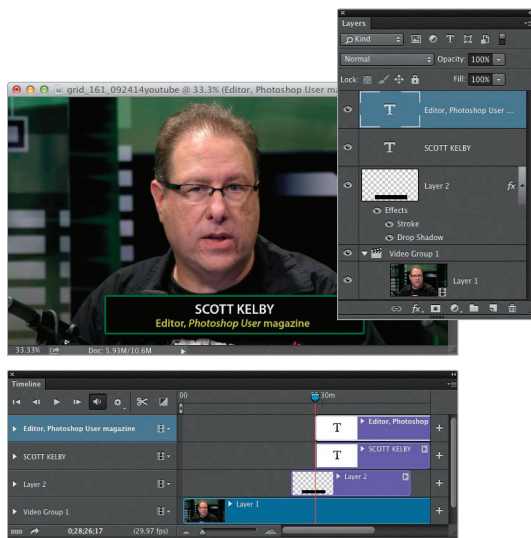 Layers
Kind
Normal
Opacity: 100%
Lock:
Fill: 100%
Editor, Photoshop User ...
SCOTT KELBY
Layer 2
fx
Effects
Stroke
Drop Shadow
Video Group 1
Layer 1
fx
grid_161_092414youtube @ 33.3% (Editor, Photoshop User
SCOTT KELBY
Editor, Photoshop User magazine
33.33%
Doc: 5.93M/10.6M
Timeline
00
30m
Editor, Photoshop User magazine
T
Editor, Photoshop
SCOTT KELBY
T
SCOTT KELBY
Layer 2
Layer 2
Video Group 1
Layer 1
0;28;26;17
(29.97 fps)